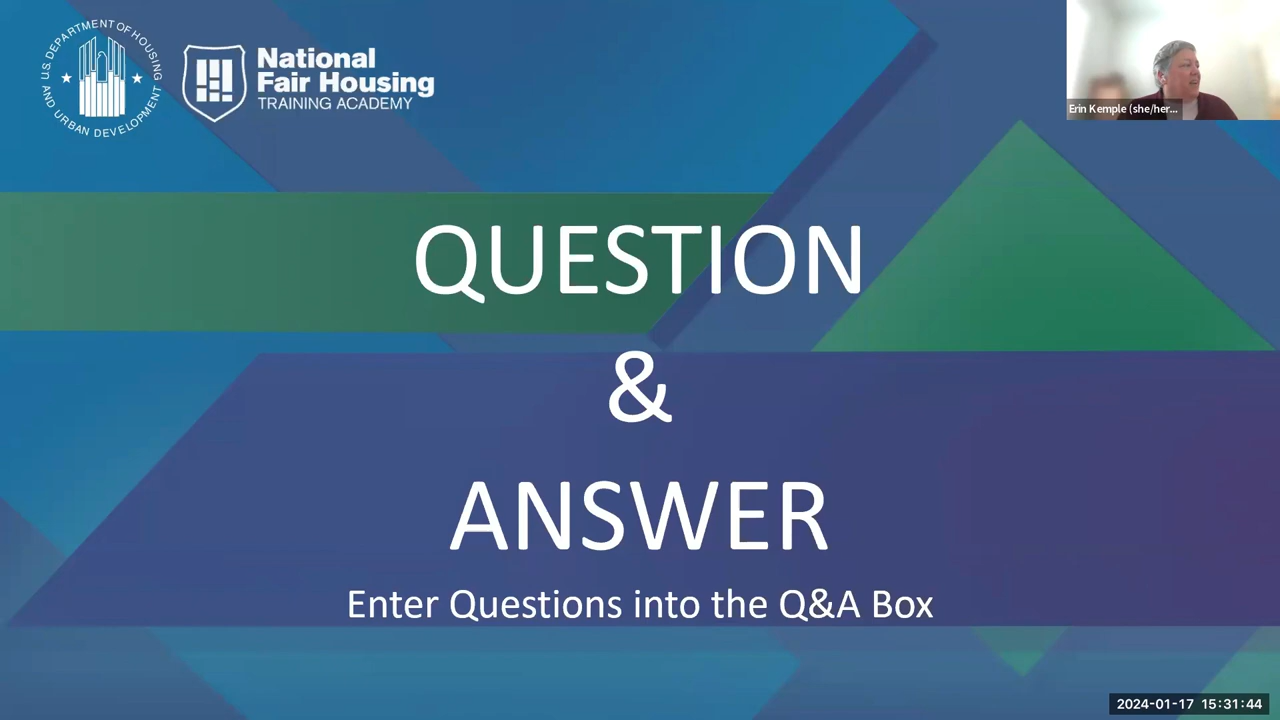 U.S. DEPARTMENT OF HOUSING
AND URBAN DEVELOPMENT
National
Fair Housing
TRAINING ACADEMY
Erin Kemple (she/her...
QUESTION
&
ANSWER
Enter Questions into the Q&A Box
2024-01-17 15:31:44